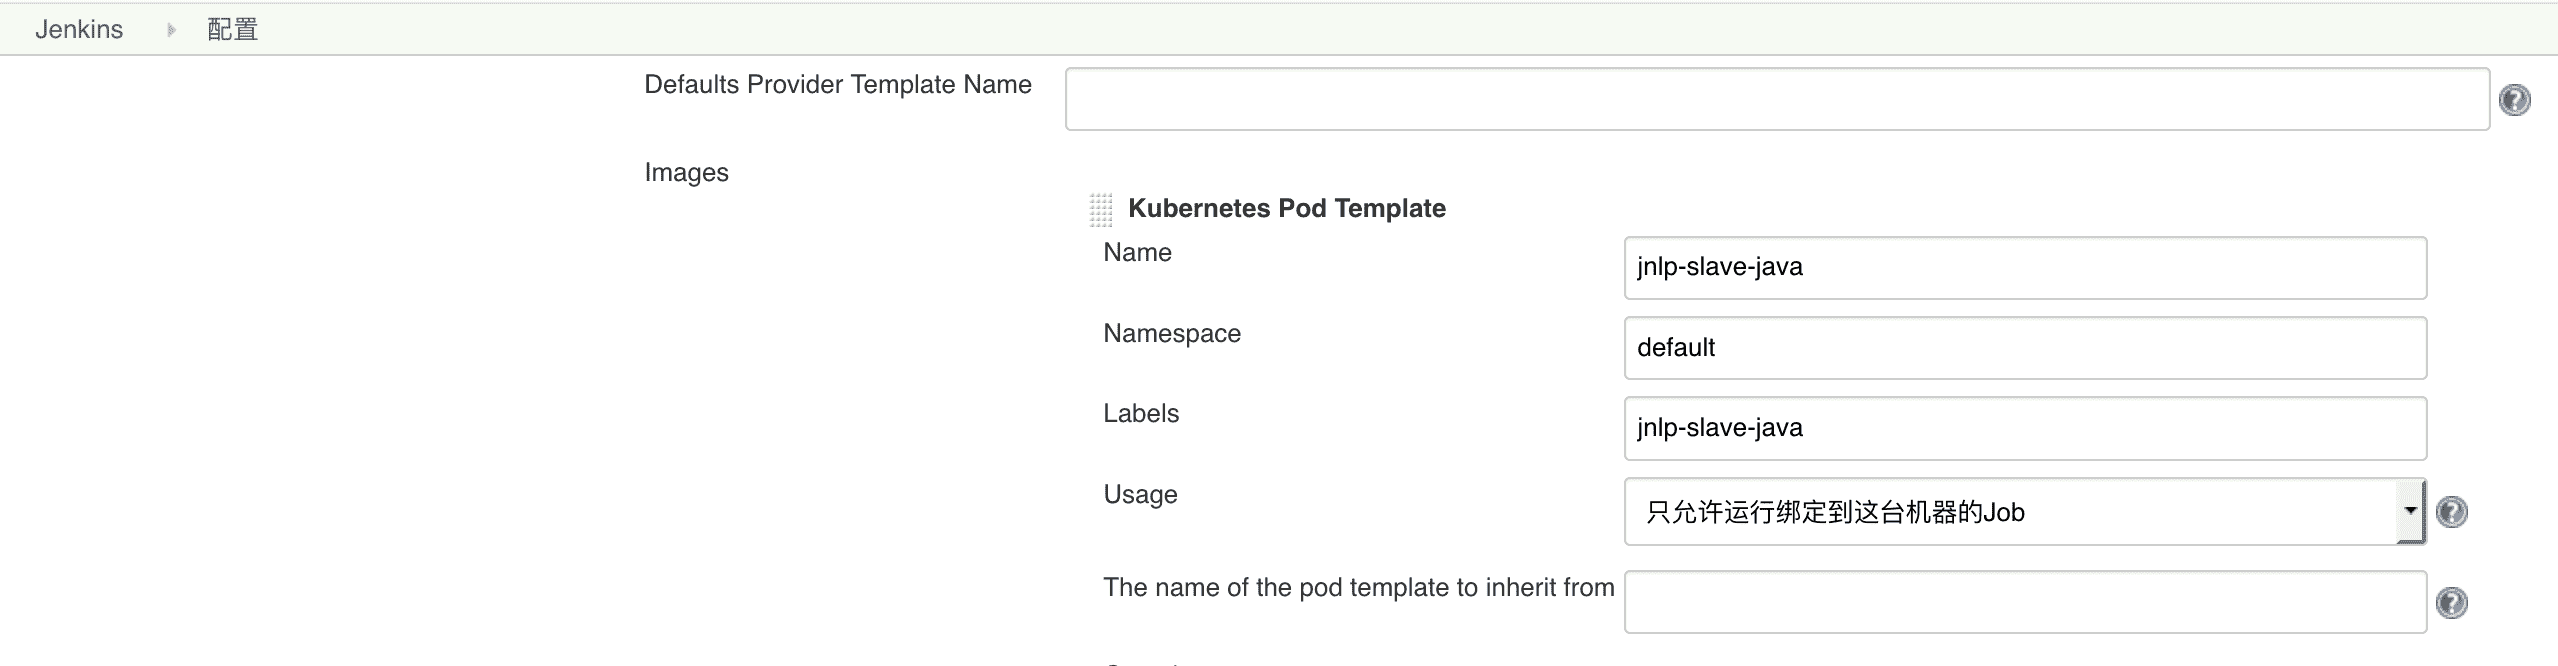 Jenkins 配置
Defaults Provider Template Name
Images
Kubernetes Pod Template
Name jnlp-slave-java
Namespace default
Labels jnlp-slave-java
Usage 只允许运行绑定到这台机器的Job
The name of the pod template to inherit from